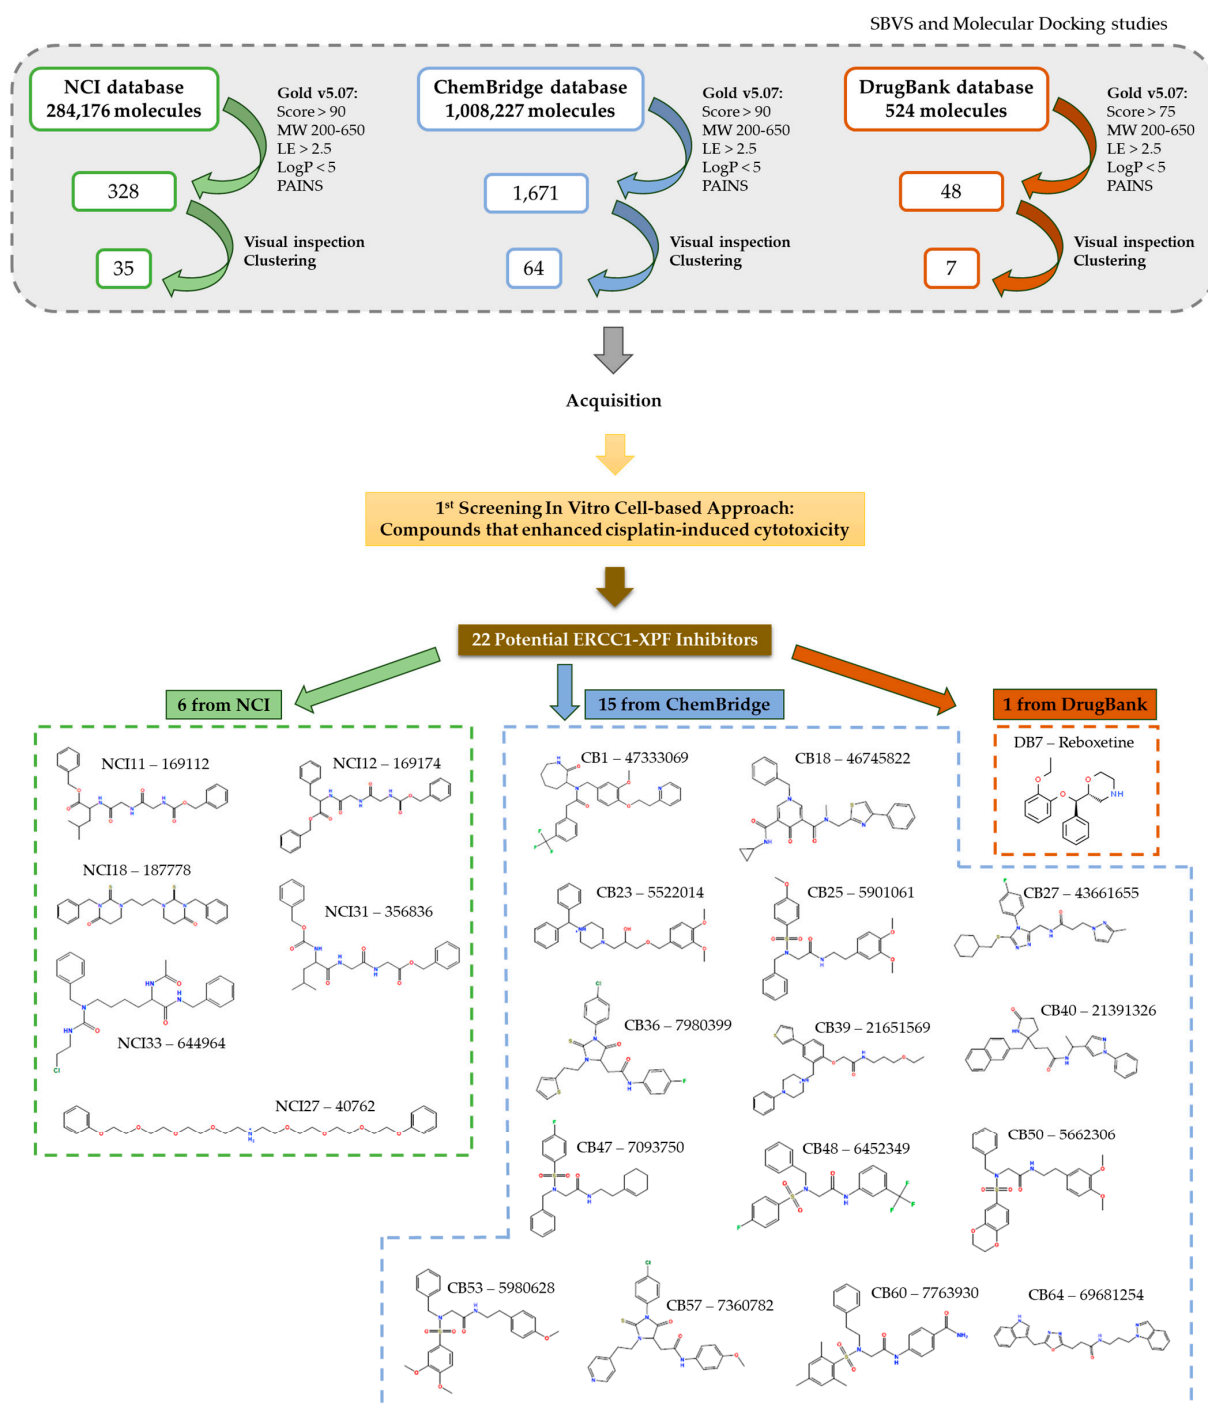 SBVS and Molecular Docking studies
NCI database
284,176 molecules
Gold v5.07:
Score > 90
MW 200-650
LE > 2.5
LogP < 5
PAINS
328
Visual inspection
Clustering
35
ChemBridge database
1,008,227 molecules
Gold v5.07:
Score > 90
MW 200-650
LE > 2.5
LogP < 5
PAINS
1,671
Visual inspection
Clustering
64
DrugBank database
524 molecules
Gold v5.07:
Score > 75
MW 200-650
LE > 2.5
LogP < 5
PAINS
48
Visual inspection
Clustering
7
Acquisition
1st Screening In Vitro Cell-based Approach:
Compounds that enhanced cisplatin-induced cytotoxicity
22 Potential ERCC1-XPF Inhibitors
6 from NCI
15 from ChemBridge
1 from DrugBank
NCI11 – 169112
NCI12 – 169174
NCI18 – 187778
NCI31 – 356836
NCI33 – 644964
NCI27 – 40762
CB1 – 47333069
CB18 – 46745822
DB7 – Reboxetine
CB23 – 5522014
CB25 – 5901061
CB27 – 43661655
CB36 – 7980399
CB39 – 21651569
CB40 – 21391326
CB47 – 7093750
CB48 – 6452349
CB50 – 5662306
CB53 – 5980628
CB57 – 7360782
CB60 – 7763930
CB64 – 69681254